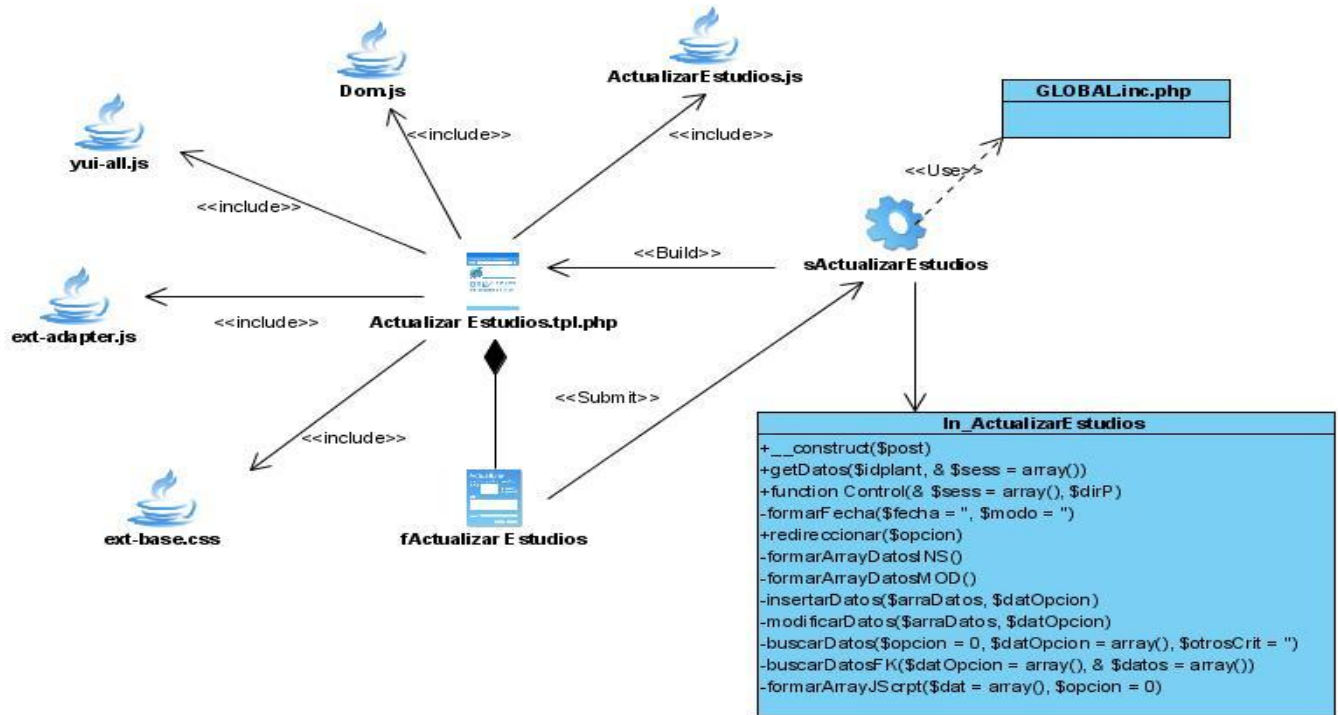 ActualizarEstudios.js
Dom.js
GLOBAL.inc.php
<<include>>
<<include>>
yui-all.js
<<Use>>
<<include>>
<<Build>>
sActualizarEstudios
Actualizar Estudios.tpl.php
<<include>>
ext-adapter.js
<<Submit>>
<<include>>
ext-base.css
fActualizar Estudios
ln_ActualizarEstudios
+__construct($post)
+getDatos($idplant, & $sess = array())
+function Control(& $sess = array(), $dirP)
-formarFecha($fecha = '', $modo = '')
+redireccionar($opcion)
-formarArrayDatosINS()
-formarArrayDatosMOD()
-insertarDatos($arraDatos, $datOpcion)
-modificarDatos($arraDatos, $datOpcion)
-buscarDatos($opcion = 0, $datOpcion = array(), $otrosCrit = '')
-buscarDatosFK($datOpcion = array(), & $datos = array())
-formarArrayJScrpt($dat = array(), $opcion = 0)